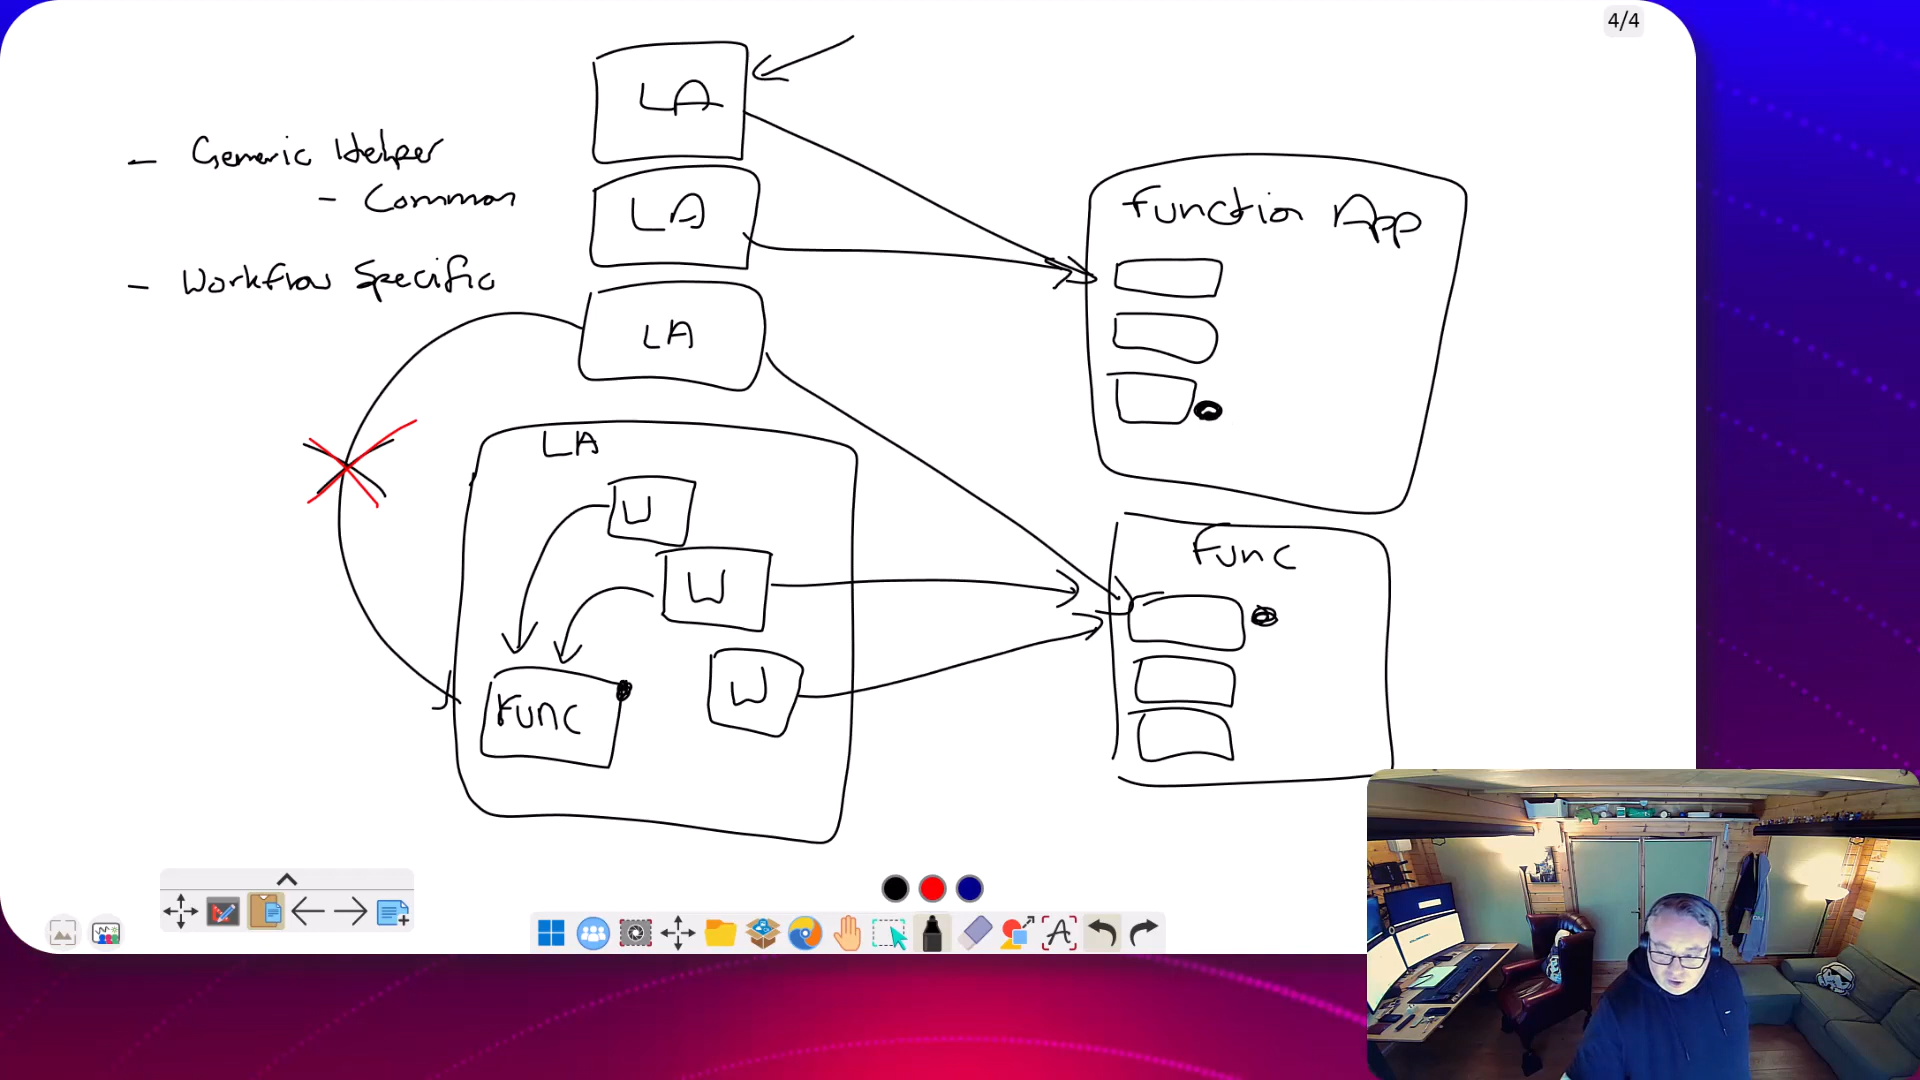 4/4
LA
- Generic Helper
- Common
LA
Function App
- Workflow Specific
LA
LA
W
Func
W
W
Func
A